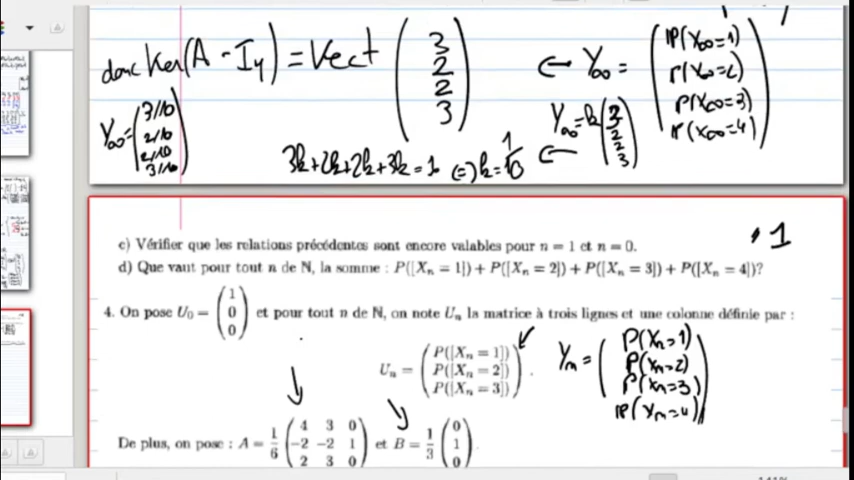 donc Ker(A - I₄) = Vect (3 2 2 3) ← Y∞ = (P(X∞=1) P(X∞=2) P(X∞=3) P(X∞=4))
Y∞ = (3/10 2/10 2/10 3/10)
Y∞ = k (3 2 2 3)
3k+2k+2k+3k = 1 (=) k = 1/10 ←
c) Vérifier que les relations précédentes sont encore valables pour n = 1 et n = 0.
1
d) Que vaut pour tout n de ℕ, la somme : P([Xₙ = 1]) + P([Xₙ = 2]) + P([Xₙ = 3]) + P([Xₙ = 4])?
4. On pose U₀ = (1 0 0) et pour tout n de ℕ, on note Uₙ la matrice à trois lignes et une colonne définie par :
Uₙ = (P([Xₙ = 1]) P([Xₙ = 2]) P([Xₙ = 3])).
Yₙ = (P(Xₙ=1) P(Xₙ=2) P(Xₙ=3) P(Xₙ=4))
De plus, on pose : A = 1/6 (4 3 0 -2 -2 1 2 3 0) et B = 1/3 (0 1 0).